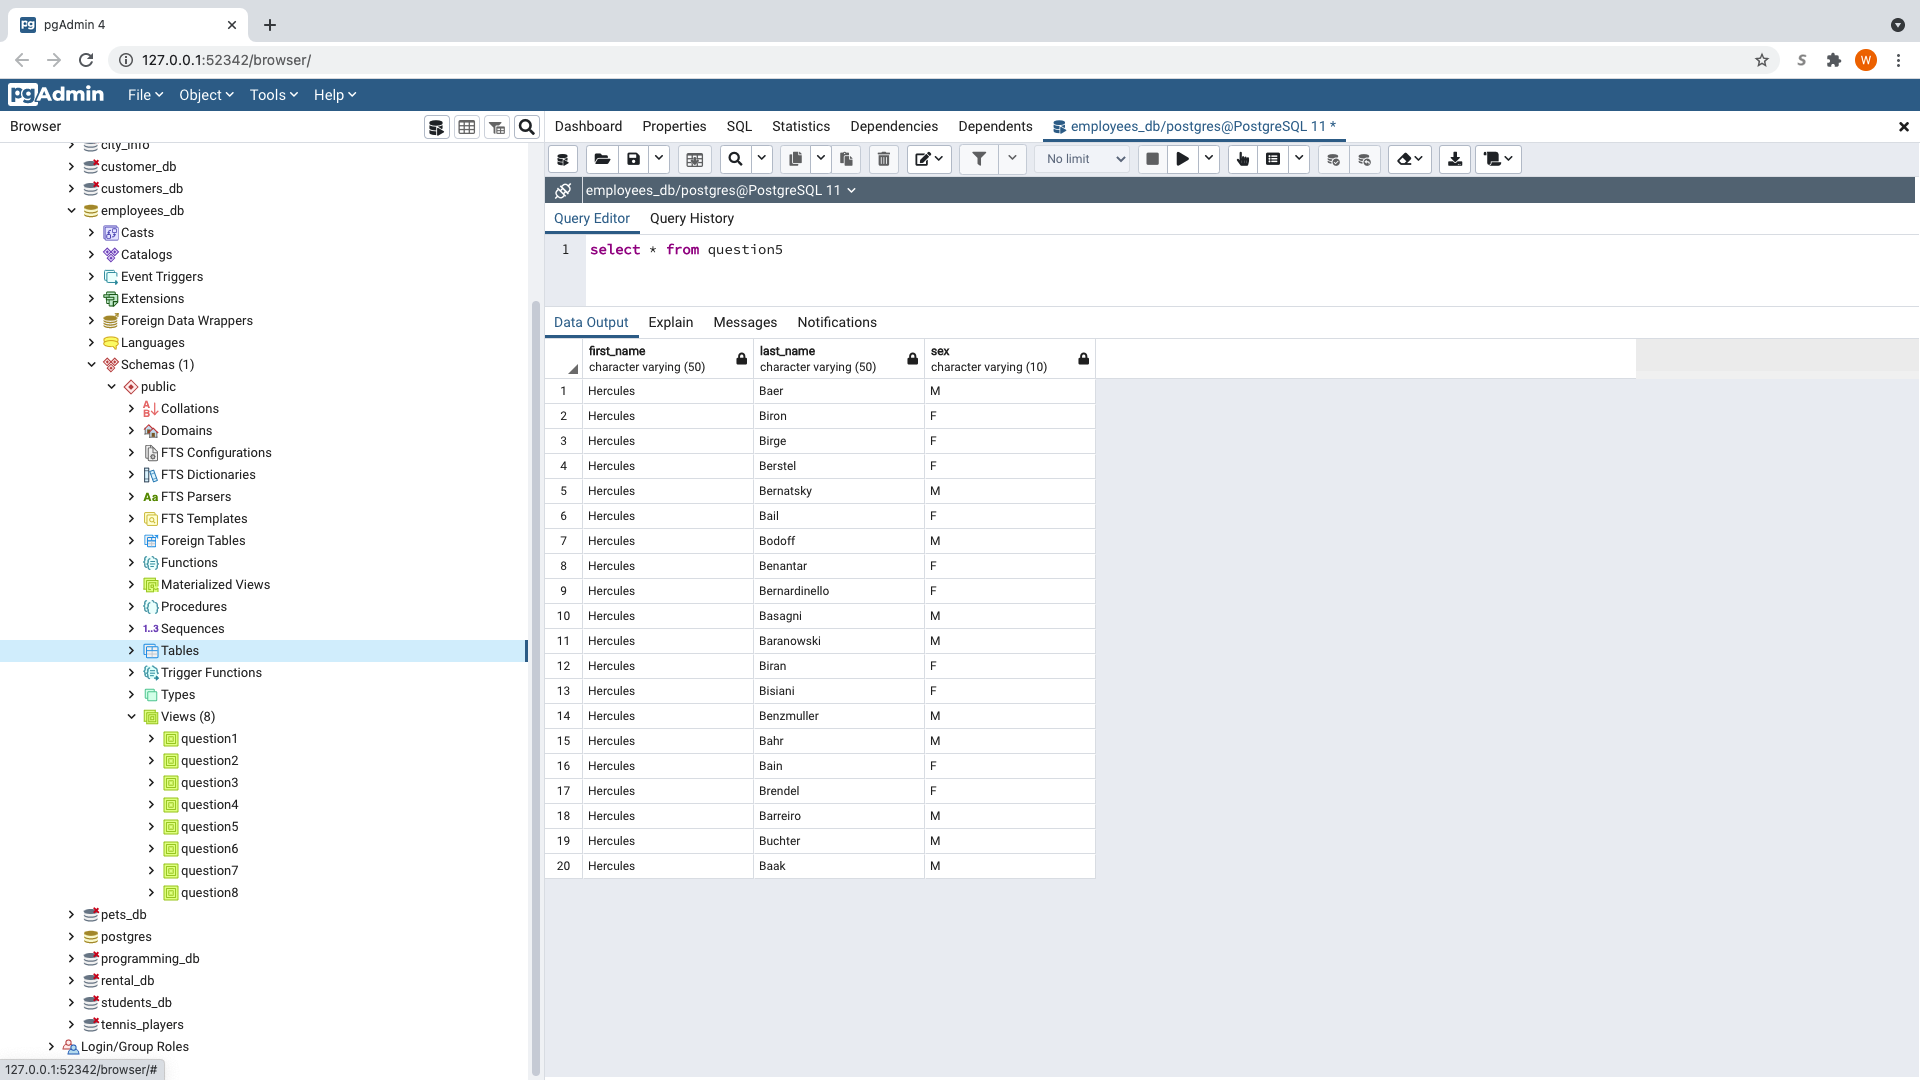 pgAdmin 4
127.0.0.1:52342/browser/
W
pgAdmin File Object Tools Help
Browser
Dashboard Properties SQL Statistics Dependencies Dependents employees_db/postgres@PostgreSQL 11 *
No limit
employees_db/postgres@PostgreSQL 11
Query Editor Query History
1 select * from question5
Data Output Explain Messages Notifications
first_name last_name sex
character varying (50) character varying (50) character varying (10)
1 Hercules Baer M
2 Hercules Biron F
3 Hercules Birge F
4 Hercules Berstel F
5 Hercules Bernatsky M
6 Hercules Bail F
7 Hercules Bodoff M
8 Hercules Benantar F
9 Hercules Bernardinello F
10 Hercules Basagni M
11 Hercules Baranowski M
12 Hercules Biran F
13 Hercules Bisiani F
14 Hercules Benzmuller M
15 Hercules Bahr M
16 Hercules Bain F
17 Hercules Brendel F
18 Hercules Barreiro M
19 Hercules Buchter M
20 Hercules Baak M
city_info
customer_db
customers_db
employees_db
Casts
Catalogs
Event Triggers
Extensions
Foreign Data Wrappers
Languages
Schemas (1)
public
Collations
Domains
FTS Configurations
FTS Dictionaries
Aa FTS Parsers
FTS Templates
Foreign Tables
Functions
Materialized Views
Procedures
1..3 Sequences
Tables
Trigger Functions
Types
Views (8)
question1
question2
question3
question4
question5
question6
question7
question8
pets_db
postgres
programming_db
rental_db
students_db
tennis_players
Login/Group Roles
127.0.0.1:52342/browser/#